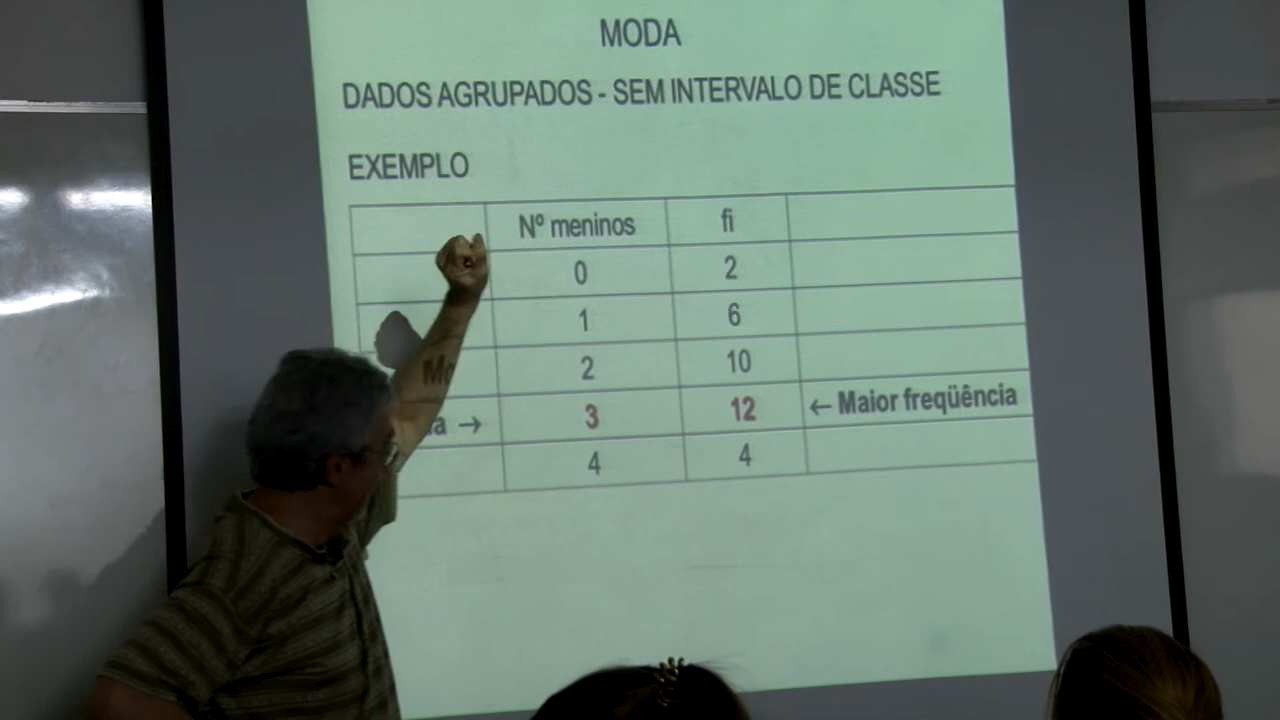 MODA
DADOS AGRUPADOS - SEM INTERVALO DE CLASSE
EXEMPLO
Nº meninos fi
0 2
1 6
2 10
→ 3 12 ← Maior freqüência
4 4